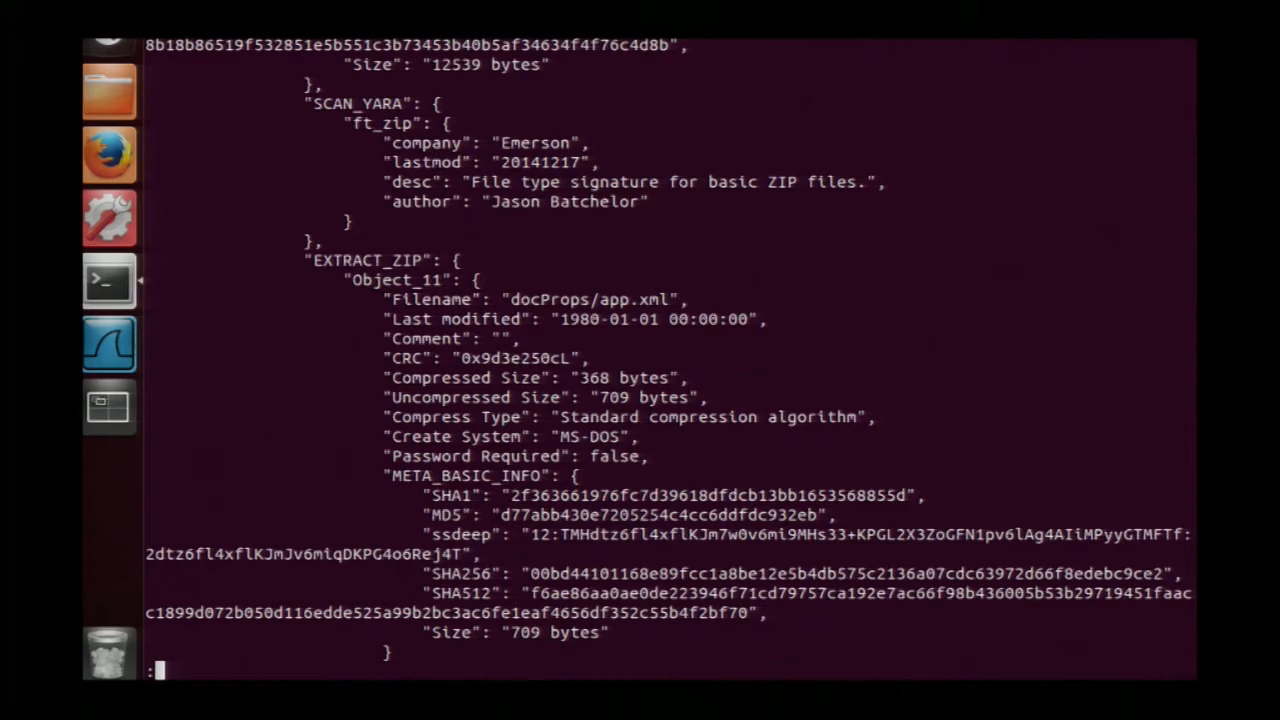 8b18b86519f532851e5b551c3b73453b40b5af34634f4f76c4d8b",
"Size": "12539 bytes"
},
"SCAN_YARA": {
"ft_zip": {
"company": "Emerson",
"lastmod": "20141217",
"desc": "File type signature for basic ZIP files.",
"author": "Jason Batchelor"
}
},
"EXTRACT_ZIP": {
"Object_11": {
"Filename": "docProps/app.xml",
"Last modified": "1980-01-01 00:00:00",
"Comment": "",
"CRC": "0x9d3e250cL",
"Compressed Size": "368 bytes",
"Uncompressed Size": "709 bytes",
"Compress Type": "Standard compression algorithm",
"Create System": "MS-DOS",
"Password Required": false,
"META_BASIC_INFO": {
"SHA1": "2f363661976fc7d39618dfdcb13bb1653568855d",
"MD5": "d77abb430e7205254c4cc6ddfdc932eb",
"ssdeep": "12:TMHdtz6fl4xflKJm7w0v6mi9MHs33+KPGL2X3ZoGFN1pv6lAg4AIiMPyyGTMFTf:
2dtz6fl4xflKJmJv6miqDKPG4o6Rej4T",
"SHA256": "00bd44101168e89fcc1a8be12e5b4db575c2136a07cdc63972d66f8edebc9ce2",
"SHA512": "f6ae86aa0ae0de223946f71cd79757ca192e7ac66f98b436005b53b29719451faac
c1899d072b050d116edde525a99b2bc3ac6fe1eaf4656df352c55b4f2bf70",
"Size": "709 bytes"
}
: